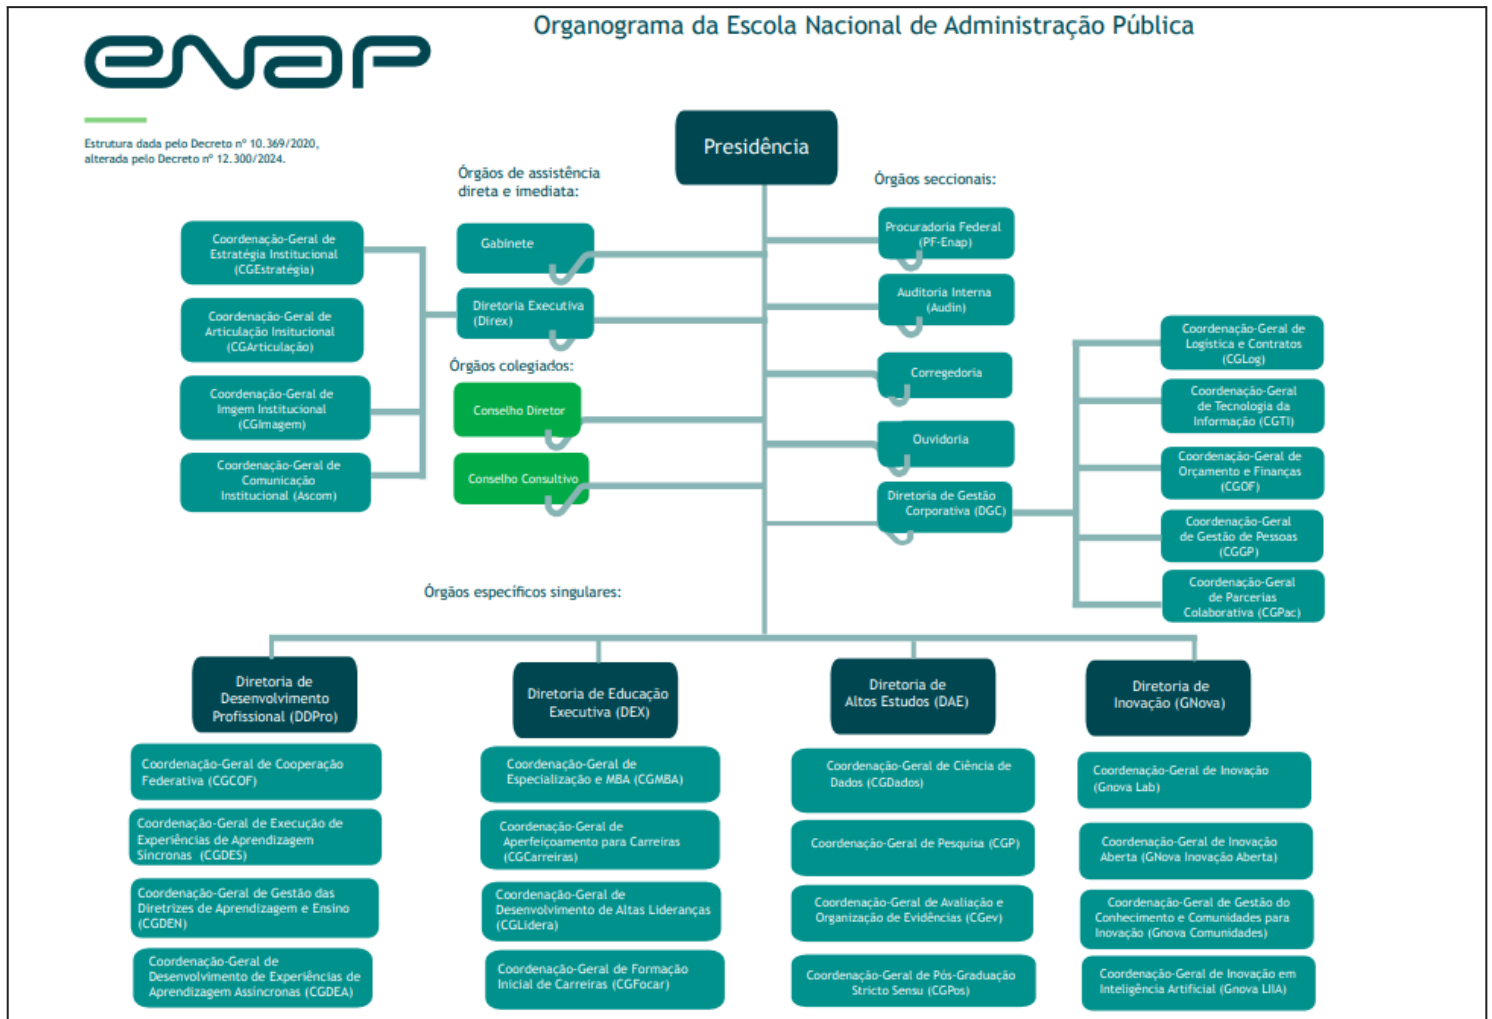 enap
Organograma da Escola Nacional de Administração Pública
Estrutura dada pelo Decreto nº 10.369/2020,
alterada pelo Decreto nº 12.300/2024.
Presidência
Órgãos de assistência
direta e imediata:
Gabinete
Diretoria Executiva
(Direx)
Coordenação-Geral de
Estratégia Institucional
(CGEstratégia)
Coordenação-Geral de
Articulação Insitucional
(CGArticulação)
Coordenação-Geral de
Imgem Institucional
(CGImagem)
Coordenação-Geral de
Comunicação
Institucional (Ascom)
Órgãos colegiados:
Conselho Diretor
Conselho Consultivo
Órgãos seccionais:
Procuradoria Federal
(PF-Enap)
Auditoria Interna
(Audin)
Corregedoria
Ouvidoria
Diretoria de Gestão
Corporativa (DGC)
Coordenação-Geral de
Logística e Contratos
(CGLog)
Coordenação-Geral
de Tecnologia da
Informação (CGTI)
Coordenação-Geral de
Orçamento e Finanças
(CGOF)
Coordenação-Geral
de Gestão de Pessoas
(CGGP)
Coordenação-Geral
de Parcerias
Colaborativa (CGPac)
Órgãos específicos singulares:
Diretoria de
Desenvolvimento
Profissional (DDPro)
Coordenação-Geral de Cooperação
Federativa (CGCOF)
Coordenação-Geral de Execução de
Experiências de Aprendizagem
Síncronas (CGDES)
Coordenação-Geral de Gestão das
Diretrizes de Aprendizagem e Ensino
(CGDEN)
Coordenação-Geral de
Desenvolvimento de Experiências de
Aprendizagem Assíncronas (CGDEA)
Diretoria de Educação
Executiva (DEX)
Coordenação-Geral de
Especialização e MBA (CGMBA)
Coordenação-Geral de
Aperfeiçoamento para Carreiras
(CGCarreiras)
Coordenação-Geral de
Desenvolvimento de Altas Lideranças
(CGLidera)
Coordenação-Geral de Formação
Inicial de Carreiras (CGFocar)
Diretoria de
Altos Estudos (DAE)
Coordenação-Geral de Ciência de
Dados (CGDados)
Coordenação-Geral de Pesquisa (CGP)
Coordenação-Geral de Avaliação e
Organização de Evidências (CGev)
Coordenação-Geral de Pós-Graduação
Stricto Sensu (CGPos)
Diretoria de
Inovação (GNova)
Coordenação-Geral de Inovação
(Gnova Lab)
Coordenação-Geral de Inovação
Aberta (GNova Inovação Aberta)
Coordenação-Geral de Gestão do
Conhecimento e Comunidades para
Inovação (Gnova Comunidades)
Coordenação-Geral de Inovação em
Inteligência Artificial (Gnova LIIA)